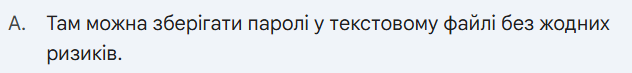 A. Там можна зберігати паролі у текстовому файлі без жодних
ризиків.